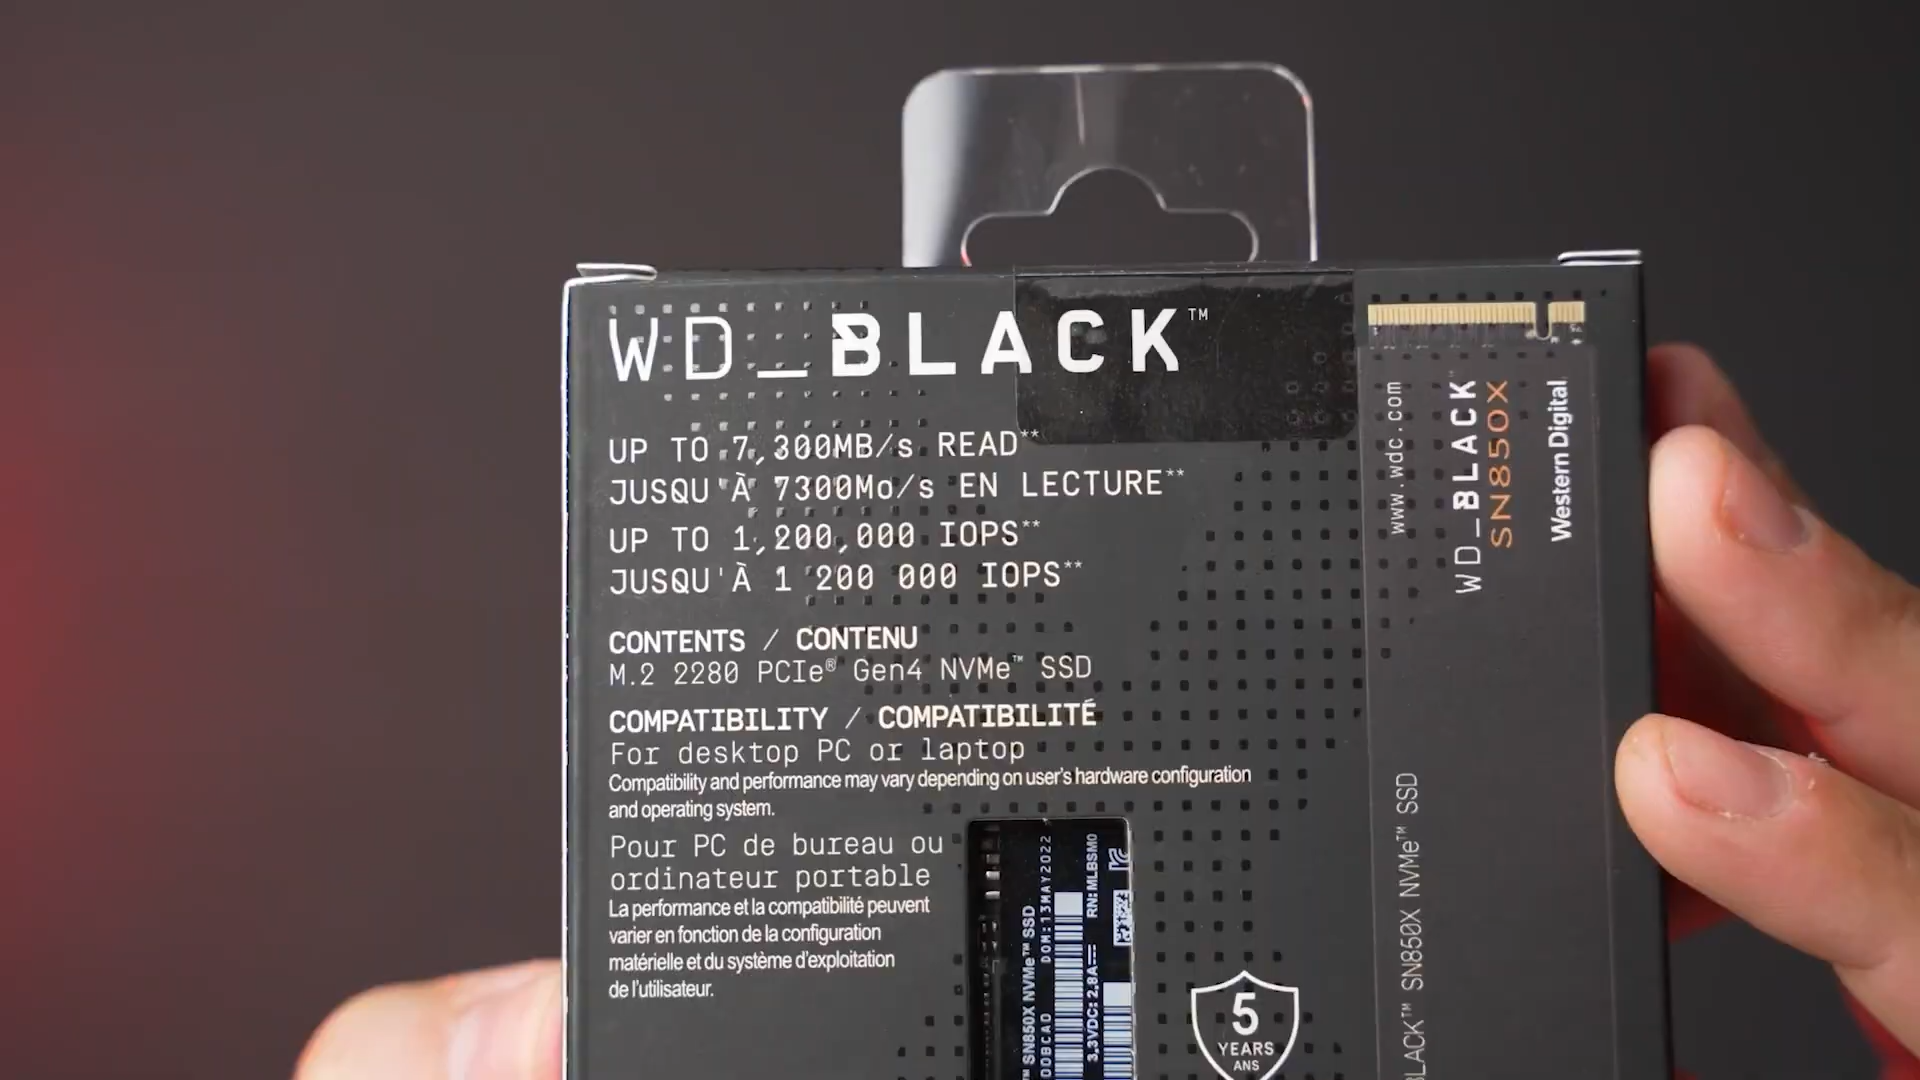 WD_BLACK™
UP TO 7,300MB/s READ**
JUSQU'À 7300Mo/s EN LECTURE**
UP TO 1,200,000 IOPS**
JUSQU'À 1 200 000 IOPS**
CONTENTS / CONTENU
M.2 2280 PCIe® Gen4 NVMe™ SSD
COMPATIBILITY / COMPATIBILITÉ
For desktop PC or laptop
Compatibility and performance may vary depending on user's hardware configuration
and operating system.
Pour PC de bureau ou
ordinateur portable
La performance et la compatibilité peuvent
varier en fonction de la configuration
matérielle et du système d'exploitation
de l'utilisateur.
™ SN850X NVMe™ SSD
00BCA0
DOM:13MAY2022
3.3VDC: 2.8A
RN: MLBSM0
5
YEARS
ANS
www.wdc.com
WD_BLACK™
SN850X
Western Digital
BLACK™ SN850X NVMe™ SSD